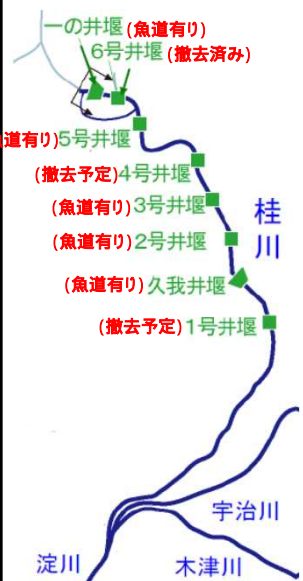 一の井堰 (魚道有り)
6号井堰 (撤去済み)
道有り) 5号井堰
(撤去予定) 4号井堰
(魚道有り) 3号井堰
(魚道有り) 2号井堰
桂川
(魚道有り) 久我井堰
(撤去予定) 1号井堰
宇治川
淀川
木津川